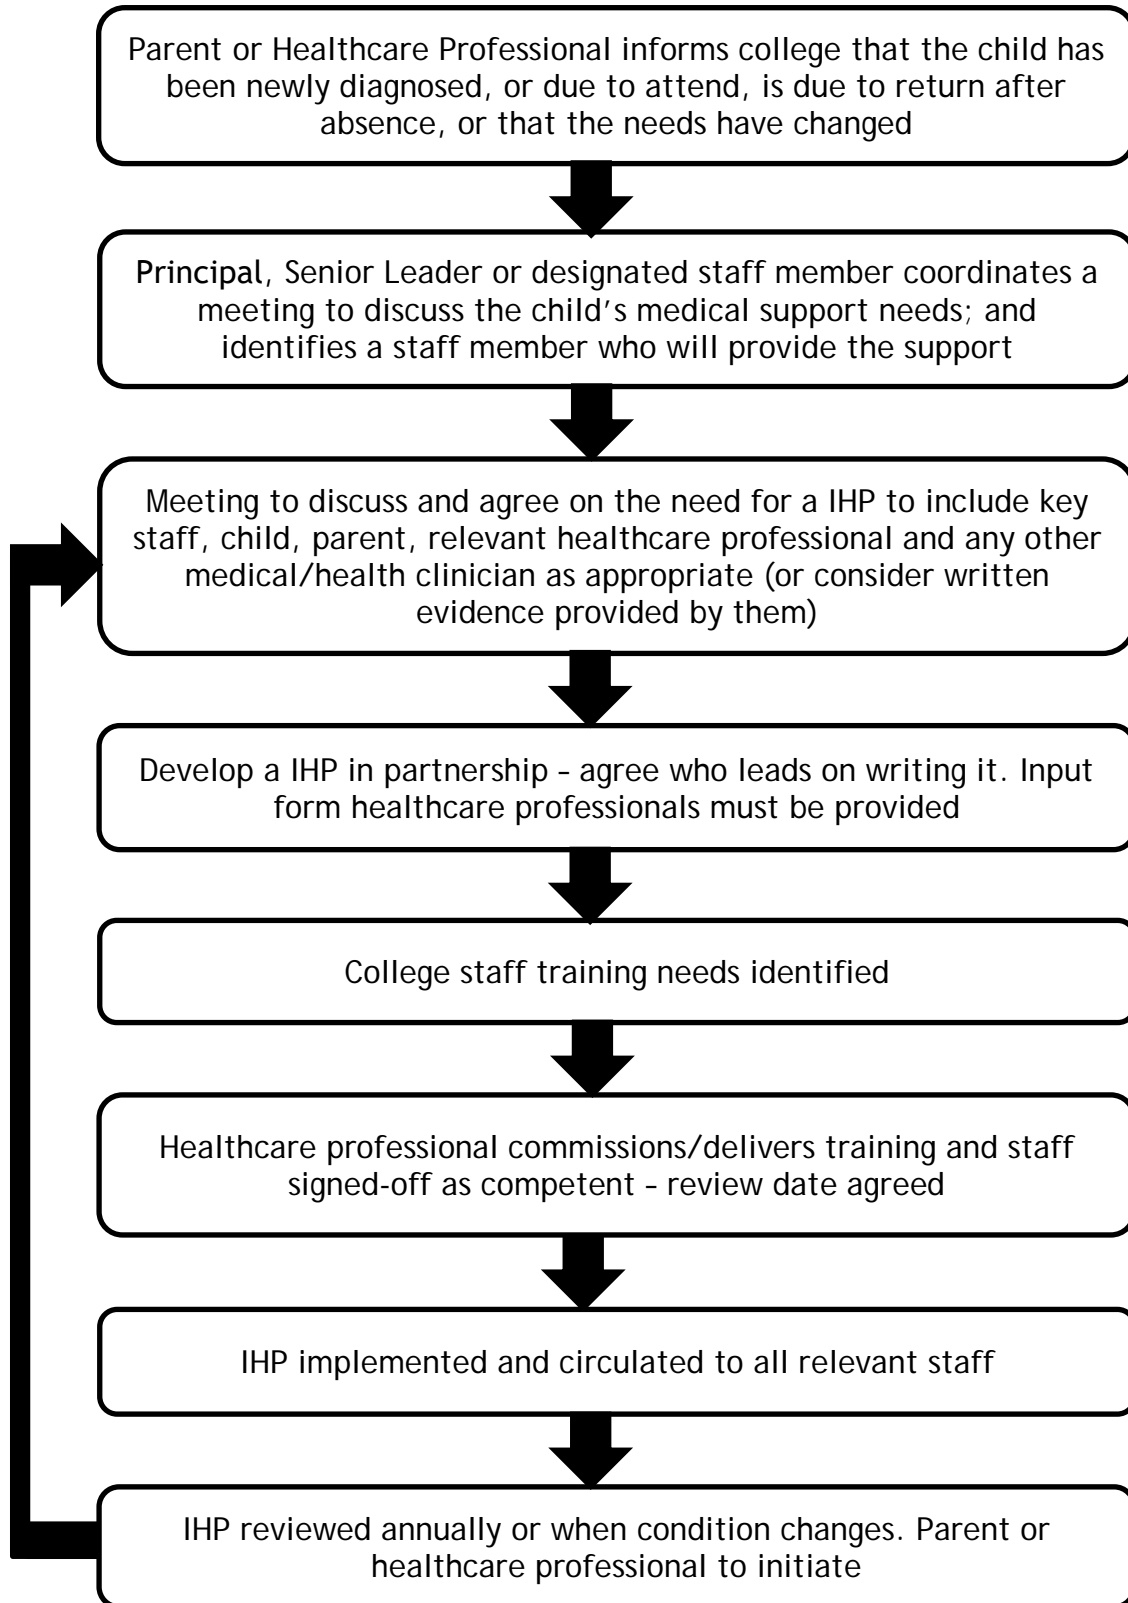 Parent or Healthcare Professional informs college that the child has
been newly diagnosed, or due to attend, is due to return after
absence, or that the needs have changed
Principal, Senior Leader or designated staff member coordinates a
meeting to discuss the child's medical support needs; and
identifies a staff member who will provide the support
Meeting to discuss and agree on the need for a IHP to include key
staff, child, parent, relevant healthcare professional and any other
medical/health clinician as appropriate (or consider written
evidence provided by them)
Develop a IHP in partnership – agree who leads on writing it. Input
form healthcare professionals must be provided
College staff training needs identified
Healthcare professional commissions/delivers training and staff
signed-off as competent – review date agreed
IHP implemented and circulated to all relevant staff
IHP reviewed annually or when condition changes. Parent or
healthcare professional to initiate